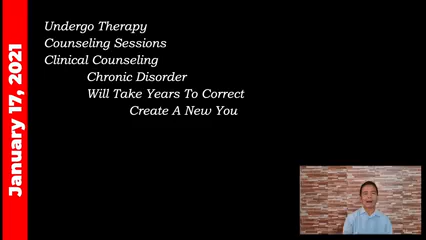 January 17, 2021
Undergo Therapy
Counseling Sessions
Clinical Counseling
Chronic Disorder
Will Take Years To Correct
Create A New You